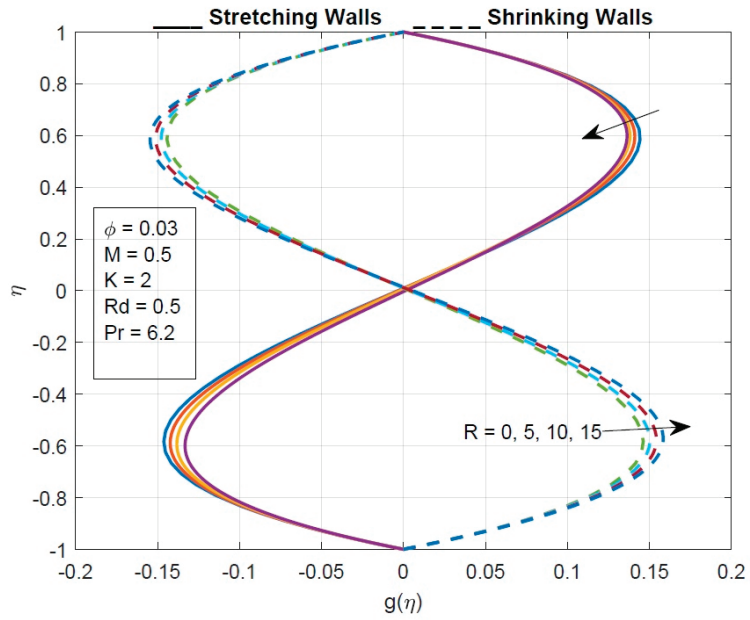 ____ Stretching Walls _ _ _ _ Shrinking Walls
1
0.8
0.6
0.4
0.2
0
-0.2
-0.4
-0.6
-0.8
-1
η
ϕ = 0.03
M = 0.5
K = 2
Rd = 0.5
Pr = 6.2
R = 0, 5, 10, 15
-0.2 -0.15 -0.1 -0.05 0 0.05 0.1 0.15 0.2
g(η)